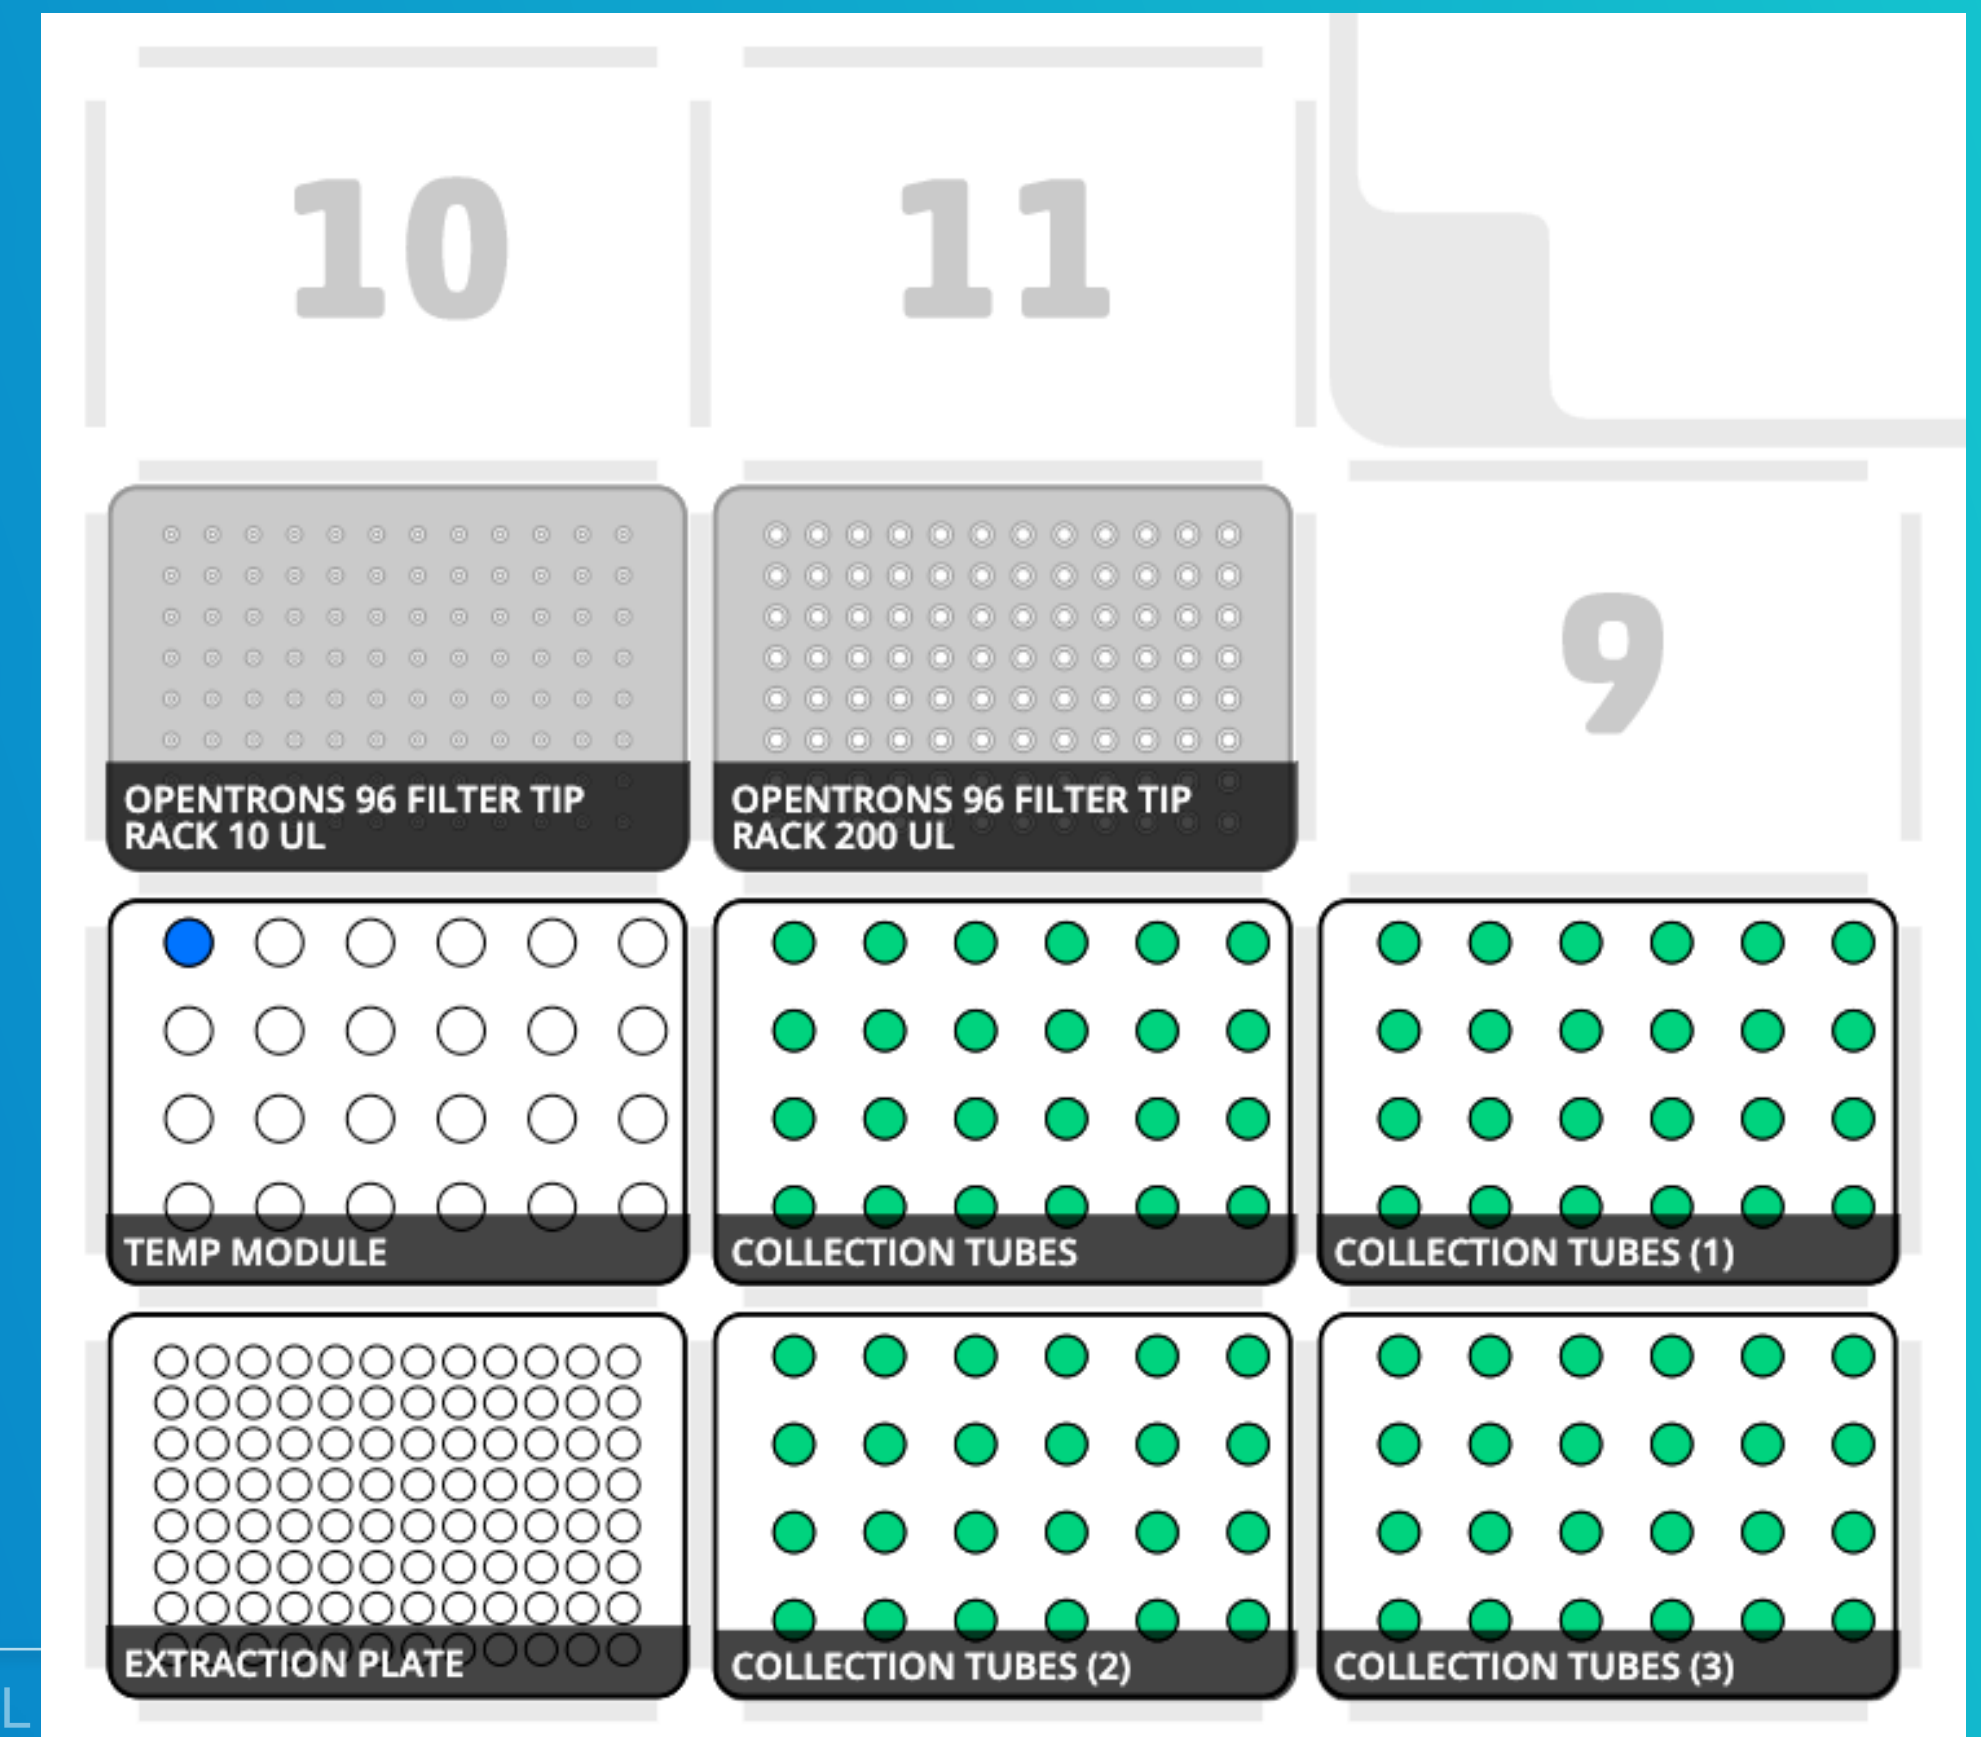 10
11
OPENTRONS 96 FILTER TIP
RACK 10 UL
OPENTRONS 96 FILTER TIP
RACK 200 UL
9
TEMP MODULE
COLLECTION TUBES
COLLECTION TUBES (1)
EXTRACTION PLATE
COLLECTION TUBES (2)
COLLECTION TUBES (3)
L